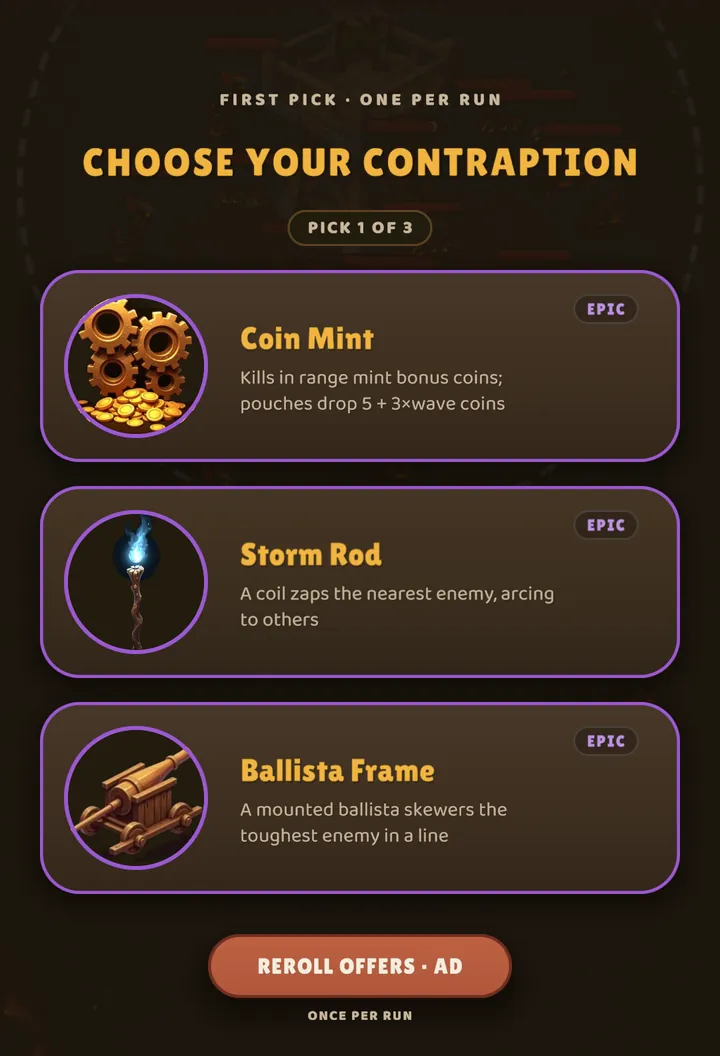 FIRST PICK · ONE PER RUN
CHOOSE YOUR CONTRAPTION
PICK 1 OF 3
EPIC
Coin Mint
Kills in range mint bonus coins;
pouches drop 5 + 3×wave coins
EPIC
Storm Rod
A coil zaps the nearest enemy, arcing
to others
EPIC
Ballista Frame
A mounted ballista skewers the
toughest enemy in a line
REROLL OFFERS · AD
ONCE PER RUN